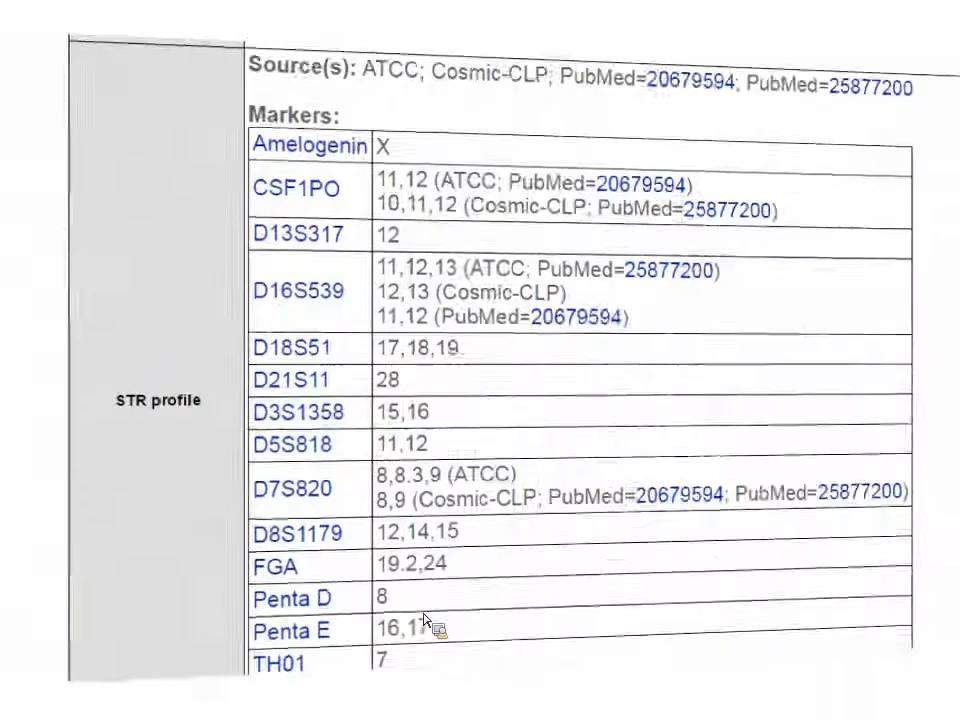 Source(s): ATCC; Cosmic-CLP; PubMed=20679594; PubMed=25877200
Markers:
Amelogenin X
CSF1PO 11,12 (ATCC; PubMed=20679594)
10,11,12 (Cosmic-CLP; PubMed=25877200)
D13S317 12
D16S539 11,12,13 (ATCC; PubMed=25877200)
12,13 (Cosmic-CLP)
11,12 (PubMed=20679594)
D18S51 17,18,19
D21S11 28
STR profile
D3S1358 15,16
D5S818 11,12
D7S820 8,8.3,9 (ATCC)
8,9 (Cosmic-CLP; PubMed=20679594; PubMed=25877200)
D8S1179 12,14,15
FGA 19.2,24
Penta D 8
Penta E 16,17
TH01 7